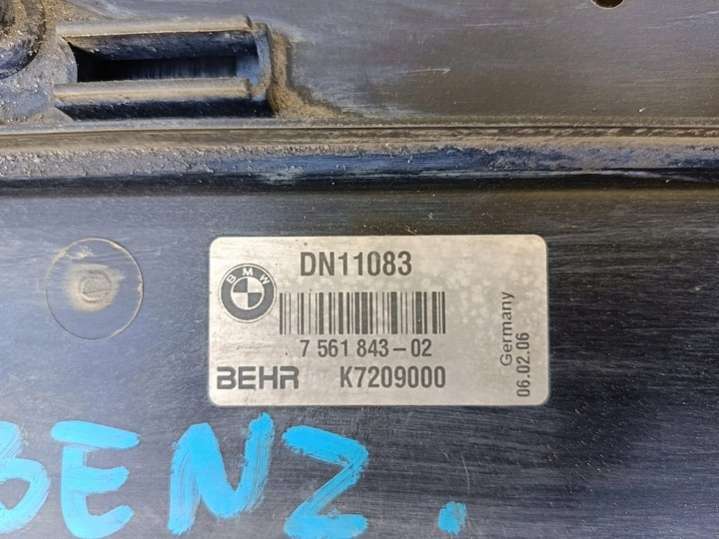 BMW
DN11083
7 561 843-02
BEHR K7209000
Germany
06.02.06
BENZ.